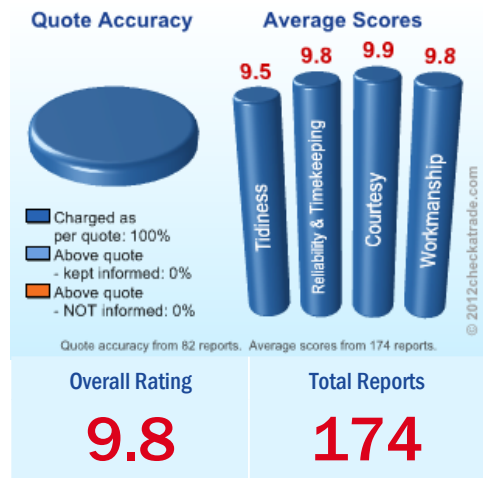 Quote Accuracy
Average Scores
9.5
9.8
9.9
9.8
Tidiness
Reliability & Timekeeping
Courtesy
Workmanship
Charged as
per quote: 100%
Above quote
- kept informed: 0%
Above quote
- NOT informed: 0%
© 2012checkatrade.com
Quote accuracy from 82 reports. Average scores from 174 reports.
Overall Rating
9.8
Total Reports
174